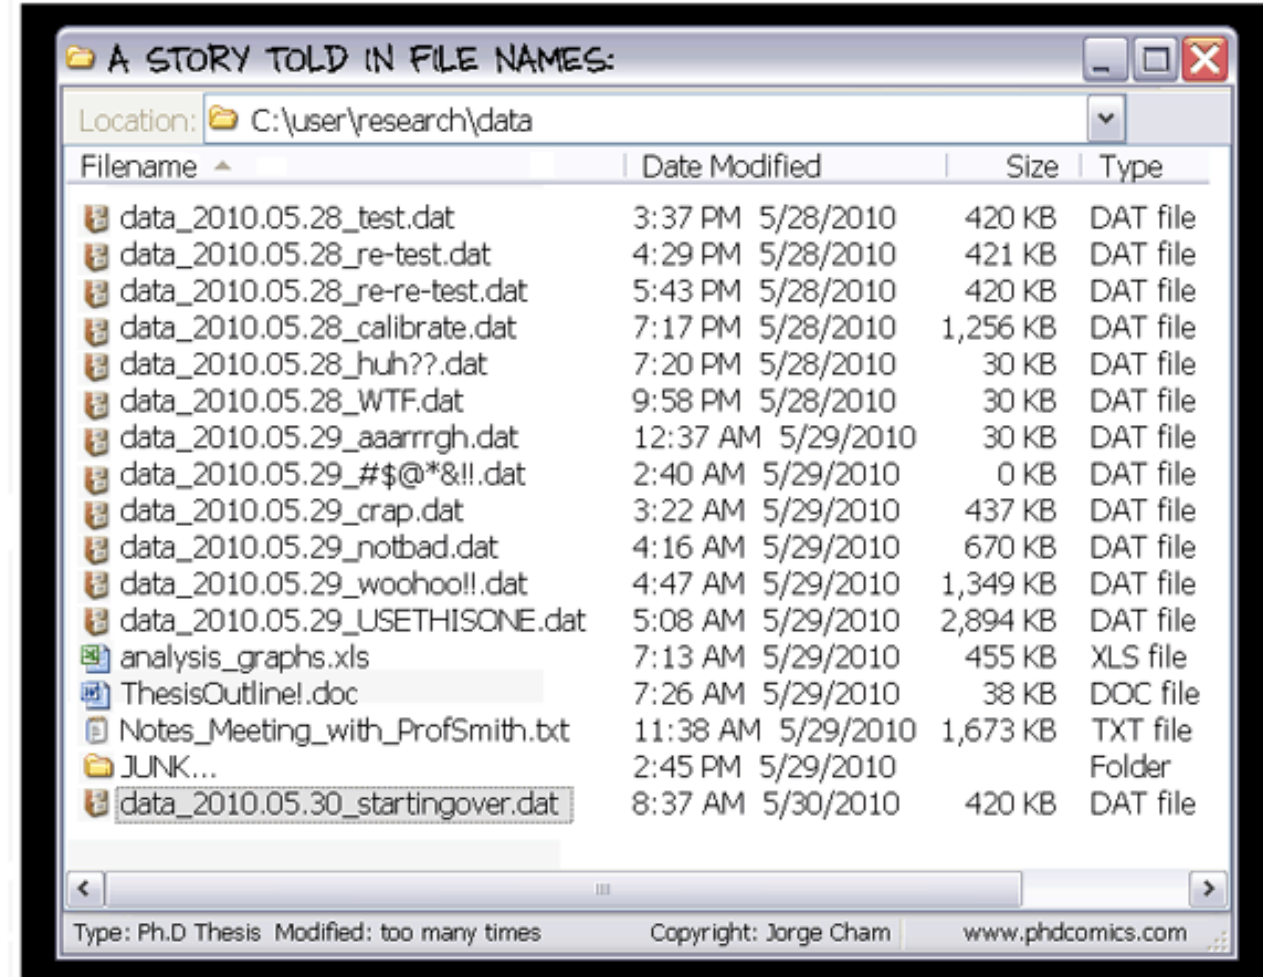 A STORY TOLD IN FILE NAMES:
Location: C:\user\research\data
Filename Date Modified Size Type
data_2010.05.28_test.dat 3:37 PM 5/28/2010 420 KB DAT file
data_2010.05.28_re-test.dat 4:29 PM 5/28/2010 421 KB DAT file
data_2010.05.28_re-re-test.dat 5:43 PM 5/28/2010 420 KB DAT file
data_2010.05.28_calibrate.dat 7:17 PM 5/28/2010 1,256 KB DAT file
data_2010.05.28_huh??.dat 7:20 PM 5/28/2010 30 KB DAT file
data_2010.05.28_WTF.dat 9:58 PM 5/28/2010 30 KB DAT file
data_2010.05.29_aaarrrgh.dat 12:37 AM 5/29/2010 30 KB DAT file
data_2010.05.29_#$@*&!!.dat 2:40 AM 5/29/2010 0 KB DAT file
data_2010.05.29_crap.dat 3:22 AM 5/29/2010 437 KB DAT file
data_2010.05.29_notbad.dat 4:16 AM 5/29/2010 670 KB DAT file
data_2010.05.29_woohoo!!.dat 4:47 AM 5/29/2010 1,349 KB DAT file
data_2010.05.29_USETHISONE.dat 5:08 AM 5/29/2010 2,894 KB DAT file
analysis_graphs.xls 7:13 AM 5/29/2010 455 KB XLS file
ThesisOutline!.doc 7:26 AM 5/29/2010 38 KB DOC file
Notes_Meeting_with_ProfSmith.txt 11:38 AM 5/29/2010 1,673 KB TXT file
JUNK... 2:45 PM 5/29/2010 Folder
data_2010.05.30_startingover.dat 8:37 AM 5/30/2010 420 KB DAT file
Type: Ph.D Thesis Modified: too many times Copyright: Jorge Cham www.phdcomics.com